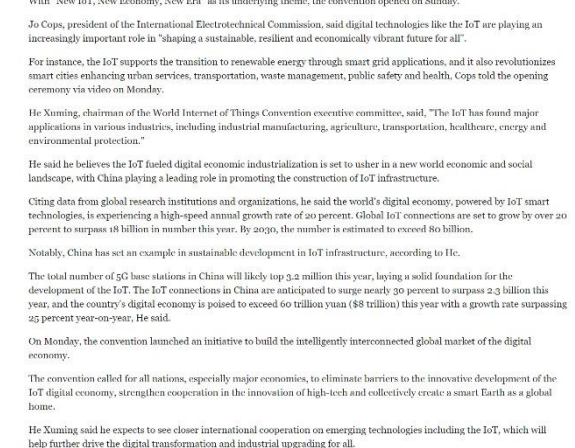 With "New IoT, New Economy, New Era" as its underlying theme, the convention opened on Sunday.
Jo Cops, president of the International Electrotechnical Commission, said digital technologies like the IoT are playing an
increasingly important role in "shaping a sustainable, resilient and economically vibrant future for all".
For instance, the IoT supports the transition to renewable energy through smart grid applications, and it also revolutionizes
smart cities enhancing urban services, transportation, waste management, public safety and health, Cops told the opening
ceremony via video on Monday.
He Xuming, chairman of the World Internet of Things Convention executive committee, said, "The IoT has found major
applications in various industries, including industrial manufacturing, agriculture, transportation, healthcare, energy and
environmental protection."
He said he believes the IoT fueled digital economic industrialization is set to usher in a new world economic and social
landscape, with China playing a leading role in promoting the construction of IoT infrastructure.
Citing data from global research institutions and organizations, he said the world's digital economy, powered by IoT smart
technologies, is experiencing a high-speed annual growth rate of 20 percent. Global IoT connections are set to grow by over 20
percent to surpass 18 billion in number this year. By 2030, the number is estimated to exceed 80 billion.
Notably, China has set an example in sustainable development in IoT infrastructure, according to He.
The total number of 5G base stations in China will likely top 3.2 million this year, laying a solid foundation for the
development of the IoT. The IoT connections in China are anticipated to surge nearly 30 percent to surpass 2.3 billion this
year, and the country's digital economy is poised to exceed 60 trillion yuan ($8 trillion) this year with a growth rate surpassing
25 percent year-on-year, He said.
On Monday, the convention launched an initiative to build the intelligently interconnected global market of the digital
economy.
The convention called for all nations, especially major economies, to eliminate barriers to the innovative development of the
IoT digital economy, strengthen cooperation in the innovation of high-tech and collectively create a smart Earth as a global
home.
He Xuming said he expects to see closer international cooperation on emerging technologies including the IoT, which will
help further drive the digital transformation and industrial upgrading for all.